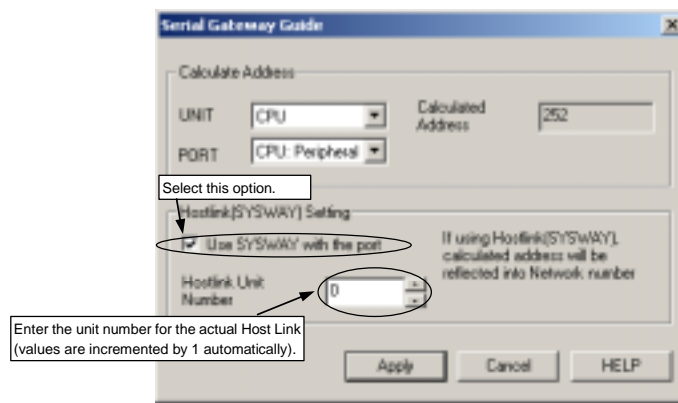 Serial Gateway Guide
Calculate Address
UNIT
CPU
Calculated
Address
252
PORT
CPU: Peripheral
Select this option.
Hostlink(SYSWAY) Setting
Use SYSWAY with the port
If using Hostlink(SYSWAY),
calculated address will be
reflected into Network number
Hostlink Unit
Number
0
Enter the unit number for the actual Host Link
(values are incremented by 1 automatically).
Apply
Cancel
HELP